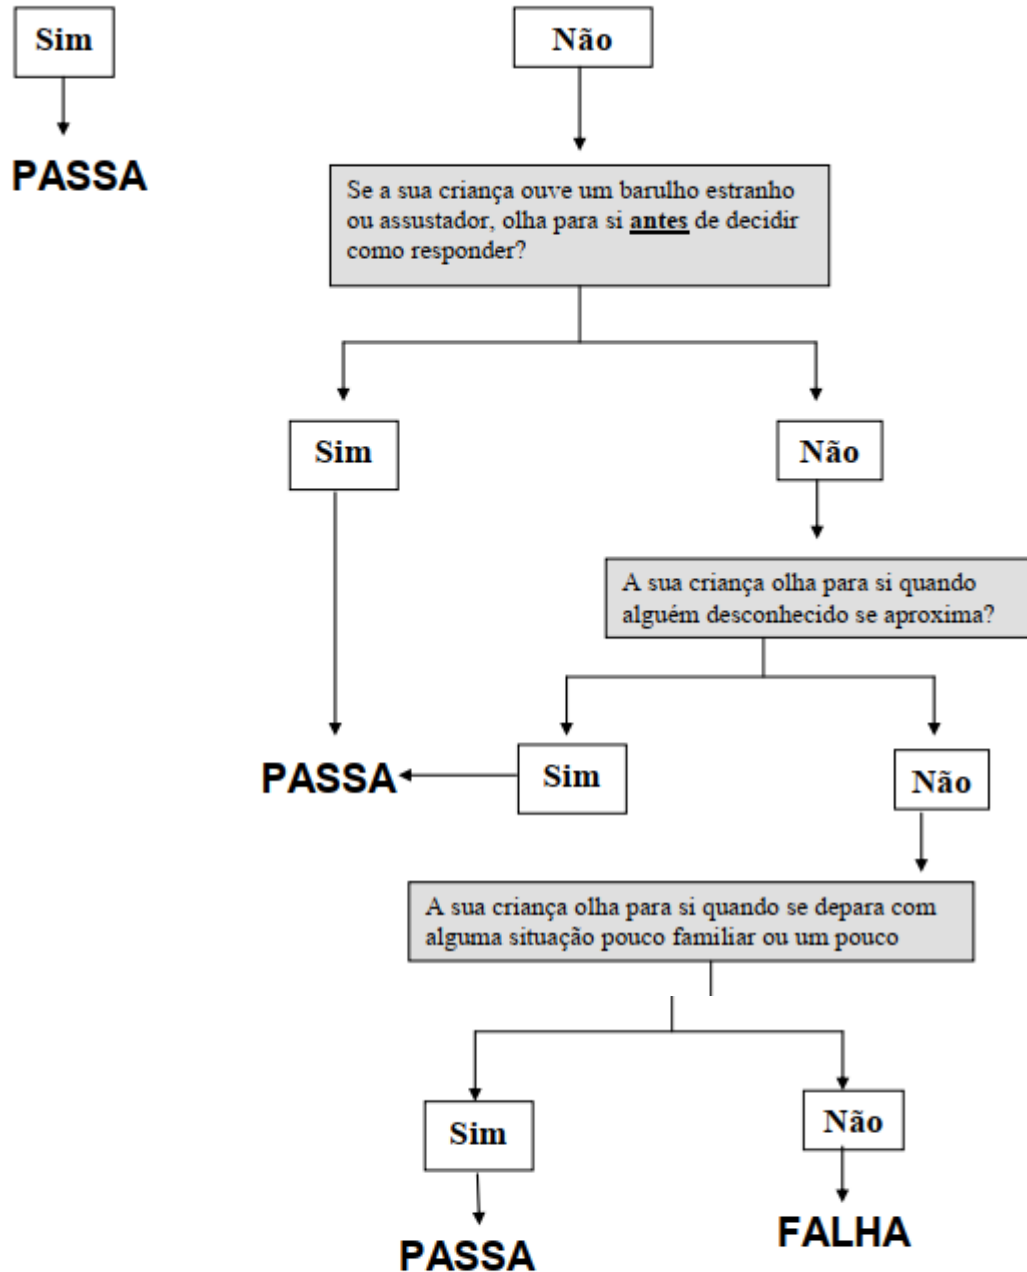 Sim
Não
PASSA
Se a sua criança ouve um barulho estranho
ou assustador, olha para si antes de decidir
como responder?
Sim
Não
A sua criança olha para si quando
alguém desconhecido se aproxima?
PASSA
Sim
Não
A sua criança olha para si quando se depara com
alguma situação pouco familiar ou um pouco
Sim
Não
PASSA
FALHA